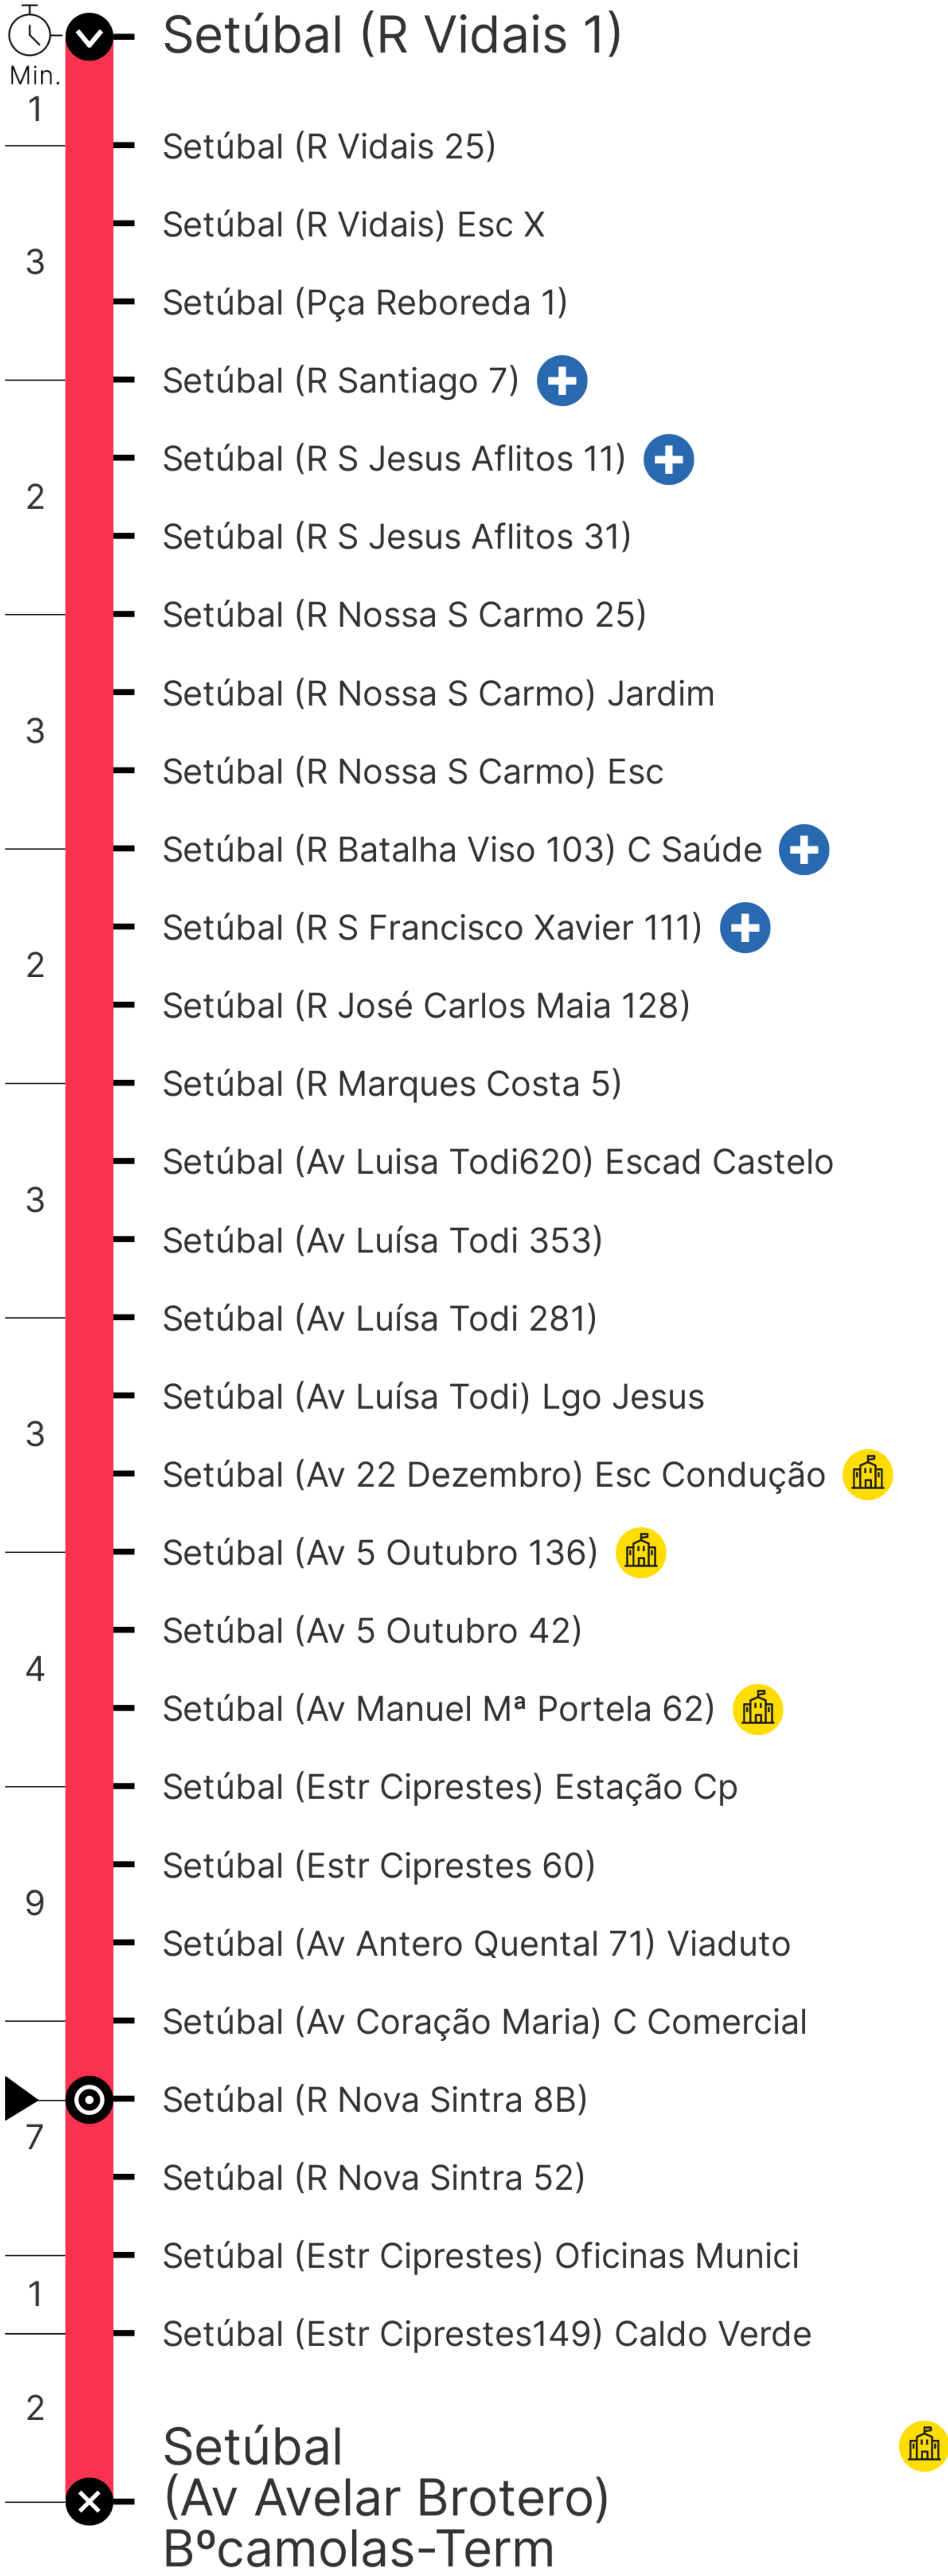 Setúbal (R Vidais 1)
Min.
1
Setúbal (R Vidais 25)
Setúbal (R Vidais) Esc X
3
Setúbal (Pça Reboreda 1)
Setúbal (R Santiago 7)
Setúbal (R S Jesus Aflitos 11)
2
Setúbal (R S Jesus Aflitos 31)
Setúbal (R Nossa S Carmo 25)
Setúbal (R Nossa S Carmo) Jardim
3
Setúbal (R Nossa S Carmo) Esc
Setúbal (R Batalha Viso 103) C Saúde
Setúbal (R S Francisco Xavier 111)
2
Setúbal (R José Carlos Maia 128)
Setúbal (R Marques Costa 5)
Setúbal (Av Luisa Todi620) Escad Castelo
3
Setúbal (Av Luísa Todi 353)
Setúbal (Av Luísa Todi 281)
Setúbal (Av Luísa Todi) Lgo Jesus
3
Setúbal (Av 22 Dezembro) Esc Condução
Setúbal (Av 5 Outubro 136)
Setúbal (Av 5 Outubro 42)
4
Setúbal (Av Manuel Mª Portela 62)
Setúbal (Estr Ciprestes) Estação Cp
Setúbal (Estr Ciprestes 60)
9
Setúbal (Av Antero Quental 71) Viaduto
Setúbal (Av Coração Maria) C Comercial
Setúbal (R Nova Sintra 8B)
7
Setúbal (R Nova Sintra 52)
Setúbal (Estr Ciprestes) Oficinas Munici
1
Setúbal (Estr Ciprestes149) Caldo Verde
2
Setúbal
(Av Avelar Brotero)
Bºcamolas-Term